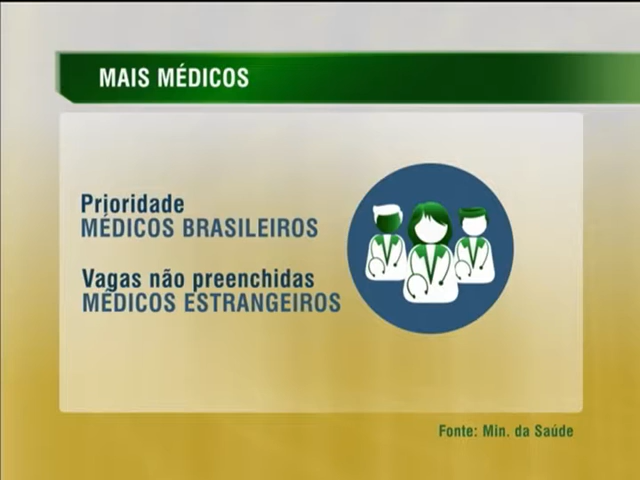 MAIS MÉDICOS
Prioridade
MÉDICOS BRASILEIROS
Vagas não preenchidas
MÉDICOS ESTRANGEIROS
Fonte: Min. da Saúde